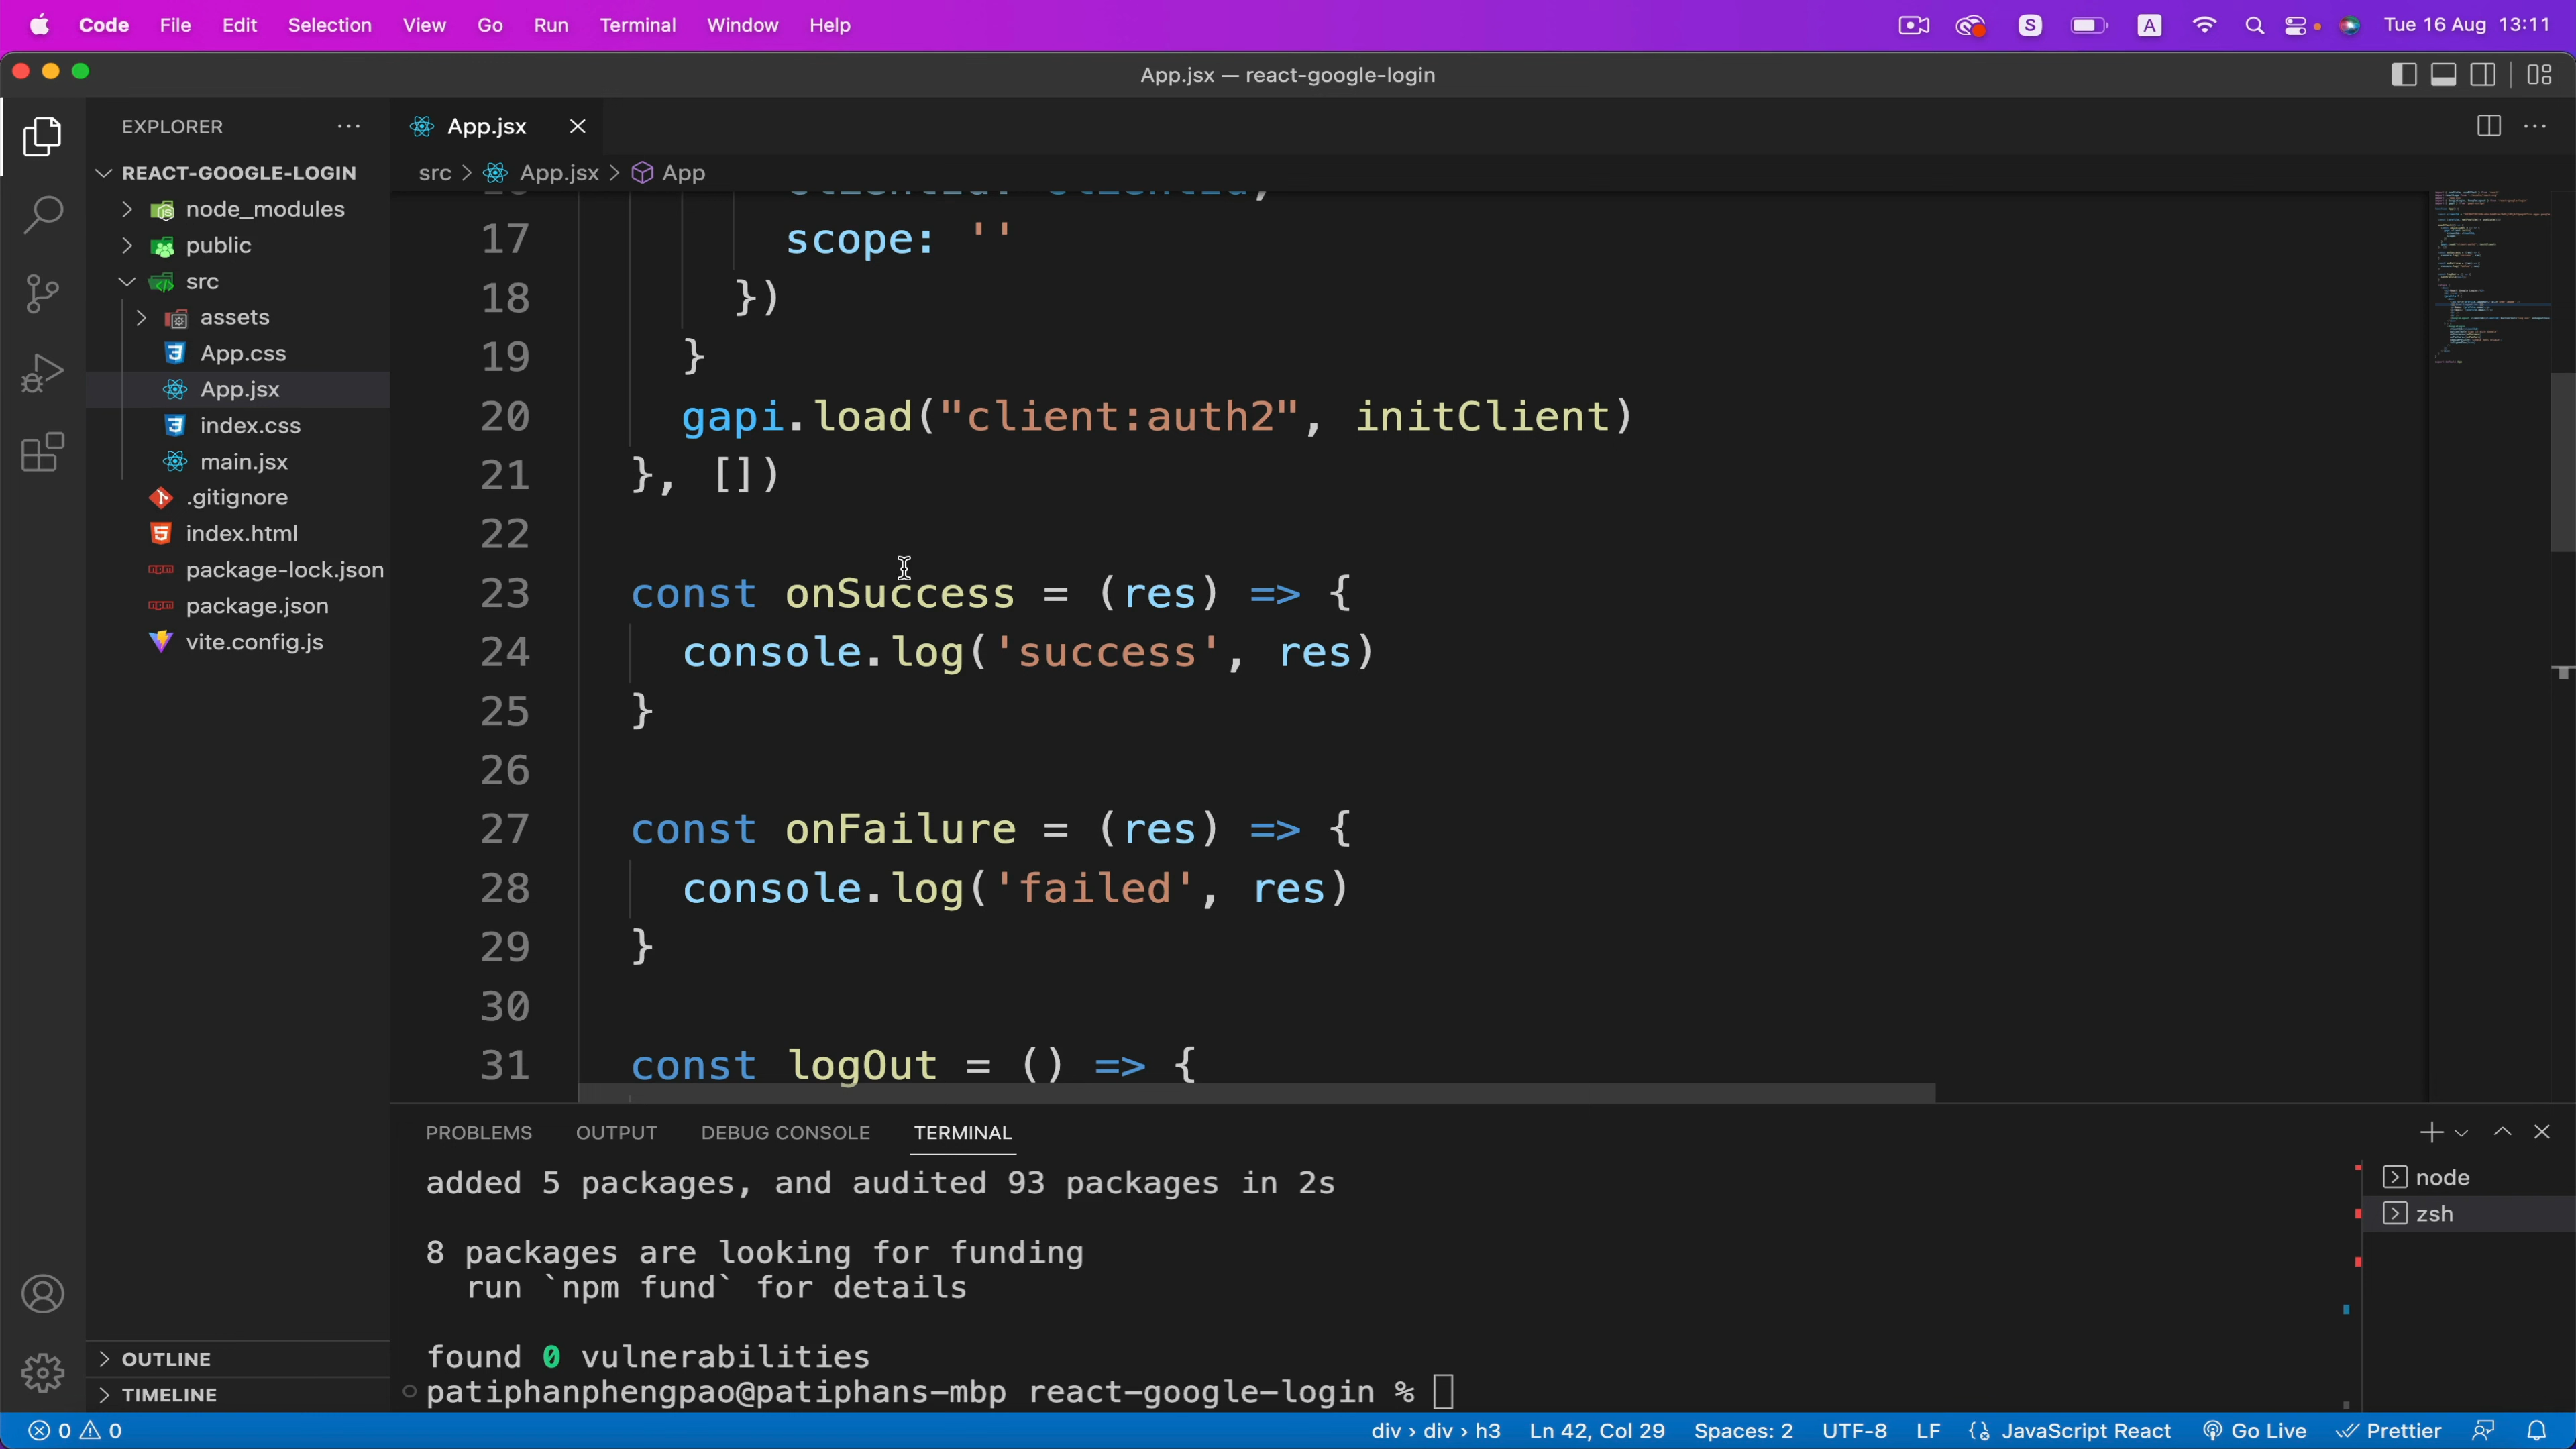 Code File Edit Selection View Go Run Terminal Window Help
S A Tue 16 Aug 13:11
App.jsx — react-google-login
EXPLORER ···
REACT-GOOGLE-LOGIN
node_modules
public
src
assets
App.css
App.jsx
index.css
main.jsx
.gitignore
index.html
package-lock.json
package.json
vite.config.js
OUTLINE
TIMELINE
App.jsx
src > App.jsx > App
17 scope: ''
18 })
19 }
20 gapi.load("client:auth2", initClient)
21 }, [])
22
23 const onSuccess = (res) => {
24 console.log('success', res)
25 }
26
27 const onFailure = (res) => {
28 console.log('failed', res)
29 }
30
31 const logOut = () => {
PROBLEMS OUTPUT DEBUG CONSOLE TERMINAL
added 5 packages, and audited 93 packages in 2s
8 packages are looking for funding
run `npm fund` for details
found 0 vulnerabilities
patiphanphengpao@patiphans-mbp react-google-login %
node
zsh
0 0 div › div › h3 Ln 42, Col 29 Spaces: 2 UTF-8 LF JavaScript React Go Live Prettier